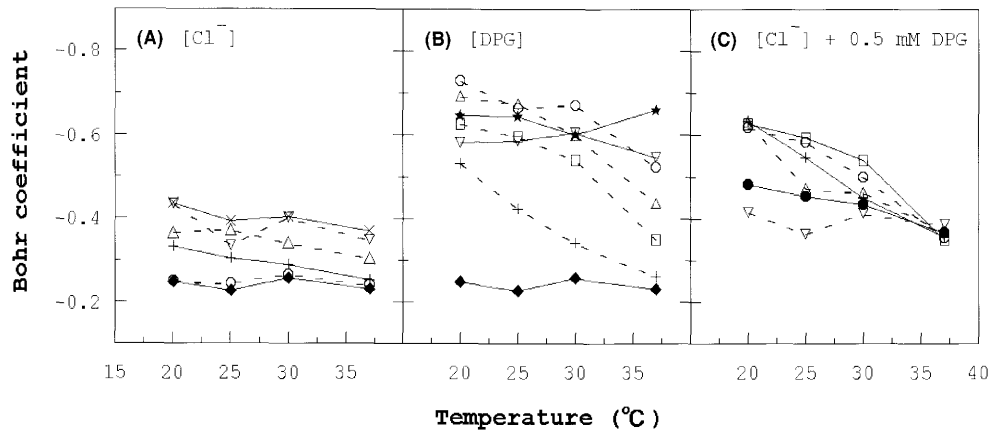 (A) [Cl⁻]
(B) [DPG]
(C) [Cl⁻] + 0.5 mM DPG
Bohr coefficient
-0.8
-0.6
-0.4
-0.2
15 20 25 30 35
20 25 30 35
20 25 30 35 40
Temperature (°C)